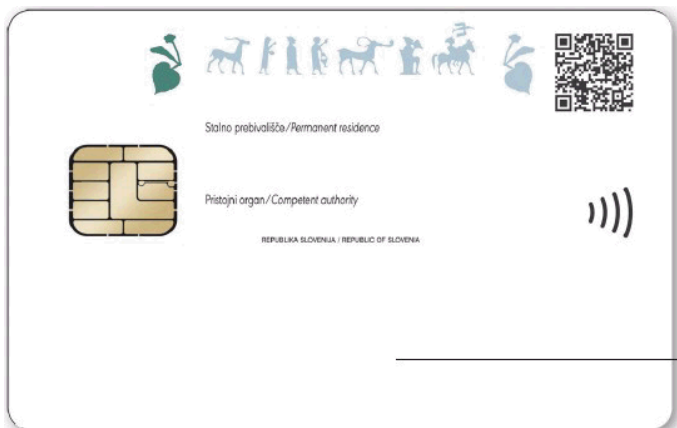 Stalno prebivališče/Permanent residence
Pristojni organ/Competent authority
REPUBLIKA SLOVENIJA / REPUBLIC OF SLOVENIA